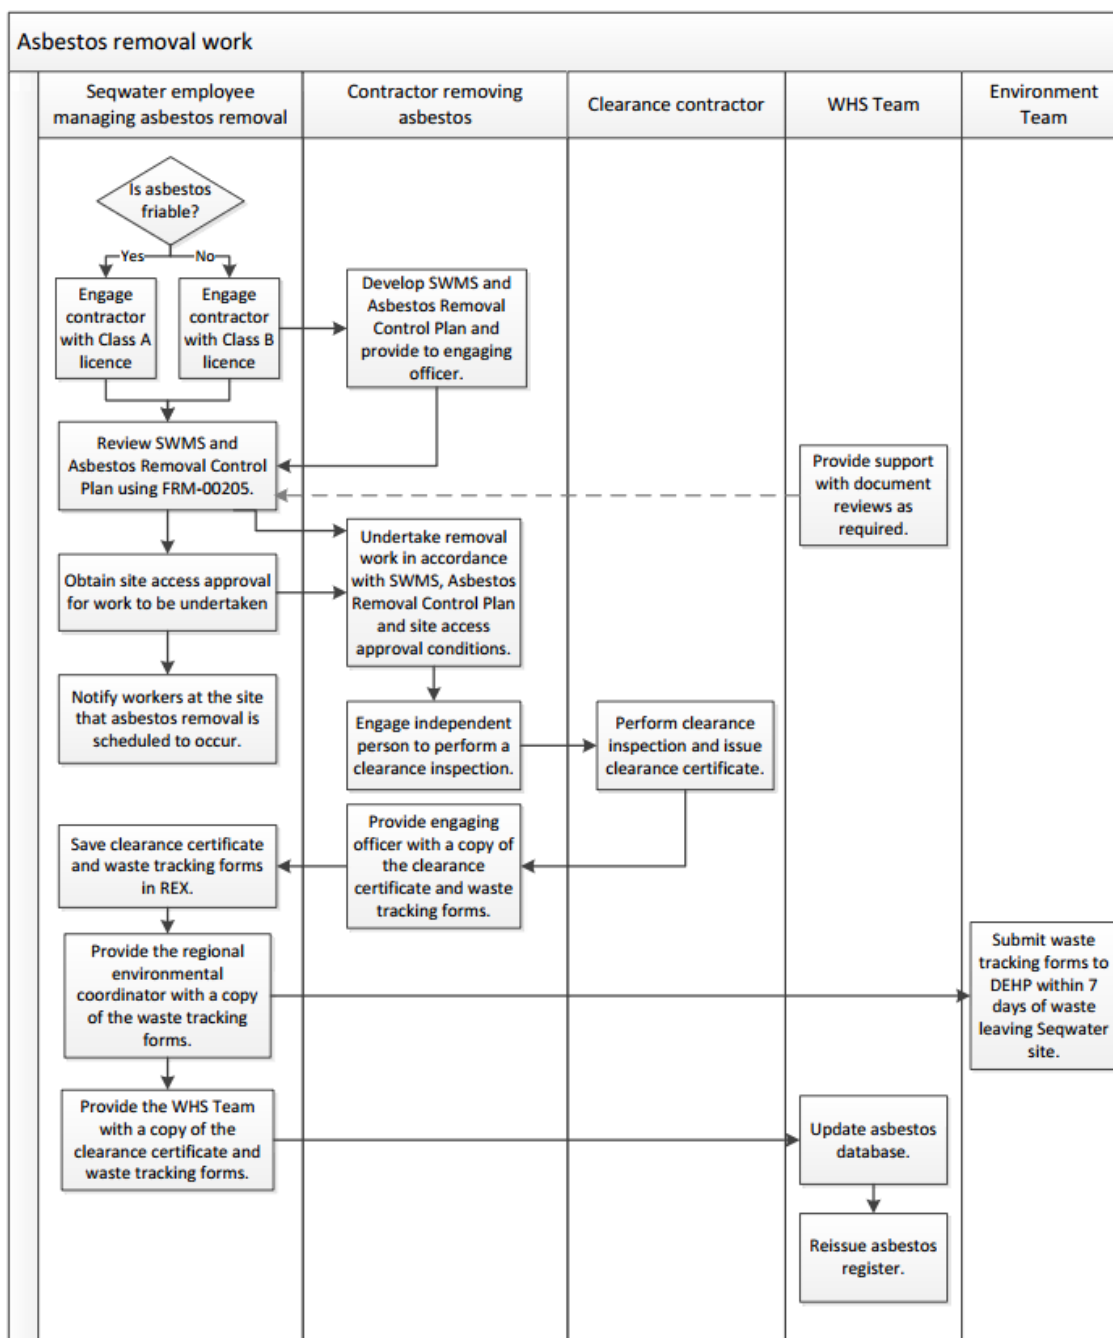 Asbestos removal work
Seqwater employee
managing asbestos removal
Contractor removing
asbestos
Clearance contractor
WHS Team
Environment
Team
Is asbestos
friable?
Yes
No
Engage
contractor
with Class A
licence
Engage
contractor
with Class B
licence
Develop SWMS and
Asbestos Removal
Control Plan and
provide to engaging
officer.
Review SWMS and
Asbestos Removal Control
Plan using FRM-00205.
Provide support
with document
reviews as
required.
Undertake removal
work in accordance
with SWMS, Asbestos
Removal Control Plan
and site access
approval conditions.
Obtain site access approval
for work to be undertaken
Notify workers at the site
that asbestos removal is
scheduled to occur.
Engage independent
person to perform a
clearance inspection.
Perform clearance
inspection and issue
clearance certificate.
Provide engaging
officer with a copy of
the clearance
certificate and waste
tracking forms.
Save clearance certificate
and waste tracking forms
in REX.
Provide the regional
environmental
coordinator with a copy
of the waste tracking
forms.
Submit waste
tracking forms to
DEHP within 7
days of waste
leaving Seqwater
site.
Provide the WHS Team
with a copy of the
clearance certificate and
waste tracking forms.
Update asbestos
database.
Reissue asbestos
register.